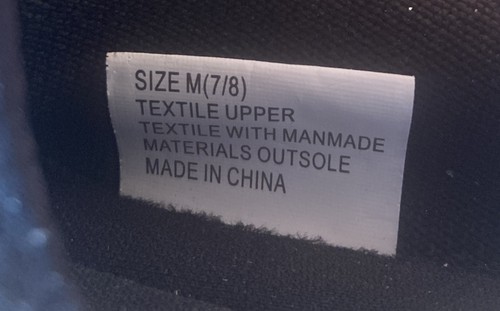 SIZE M(7/8)
TEXTILE UPPER
TEXTILE WITH MANMADE
MATERIALS OUTSOLE
MADE IN CHINA